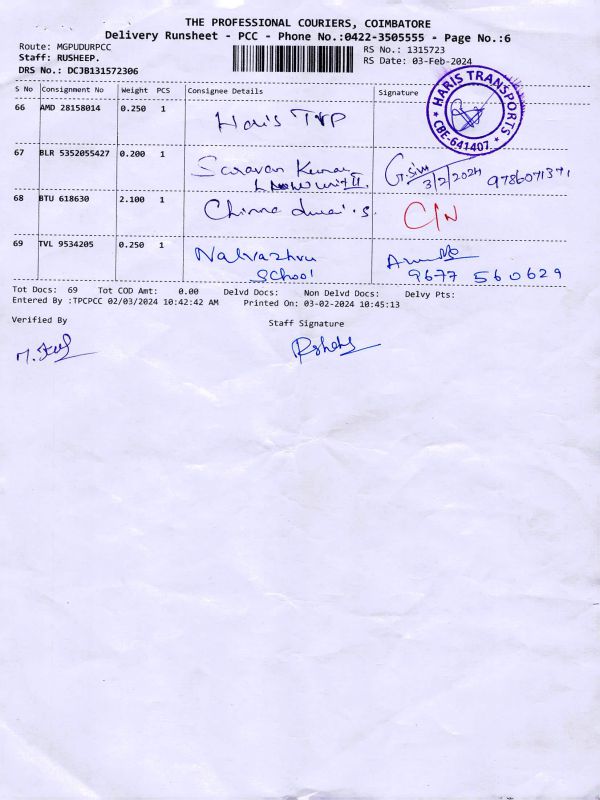 THE PROFESSIONAL COURIERS, COIMBATORE
Delivery Runsheet - PCC - Phone No.:0422-3505555 - Page No.:6
Route: MGPUDURPCC
RS No.: 1315723
Staff: RUSHEEP.
RS Date: 03-Feb-2024
DRS No.: DCJB131572306
S No Consignment No Weight PCS Consignee Details Signature
66 AMD 28158014 0.250 1 Haris TVP
HARIS TRANSPORTS
CBE-641407.
67 BLR 5352055427 0.200 1 Saravan Kumar
3/2/2024 9786071371
68 BTU 618630 2.100 1 Chinna durai .s. C/N
69 TVL 9534205 0.250 1 Nalvazhvu
School
9677 560629
Tot Docs: 69 Tot COD Amt: 0.00 Delvd Docs: Non Delvd Docs: Delvy Pts:
Entered By :TPCPCC 02/03/2024 10:42:42 AM Printed On: 03-02-2024 10:45:13
Verified By
Staff Signature